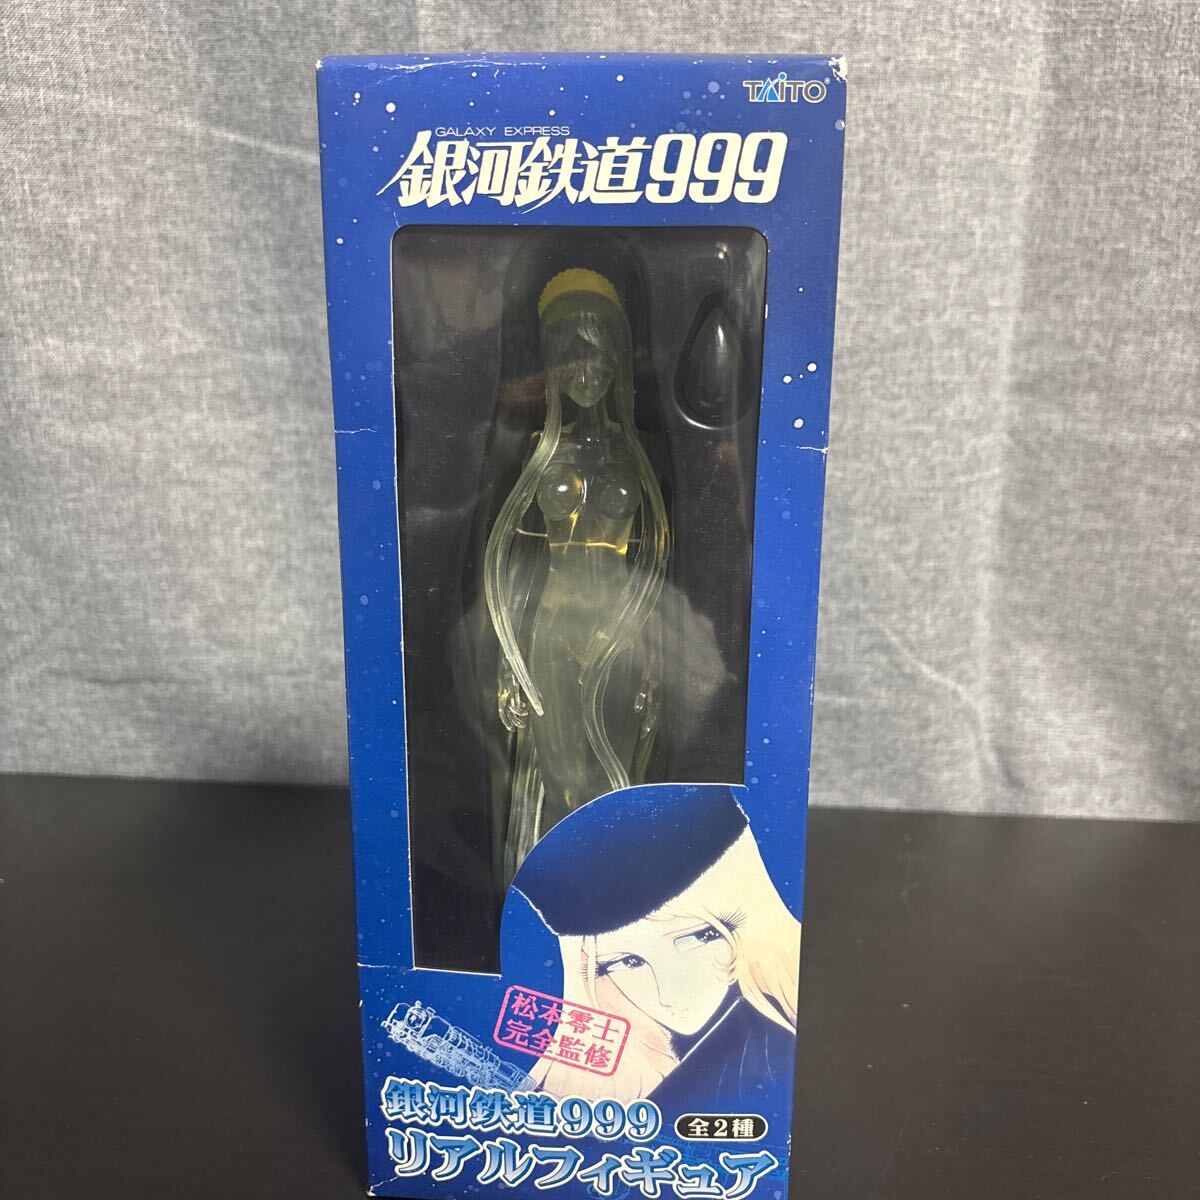 TAITO
GALAXY EXPRESS
銀河鉄道999
松本零士
完全監修
銀河鉄道999
全2種
リアルフィギュア